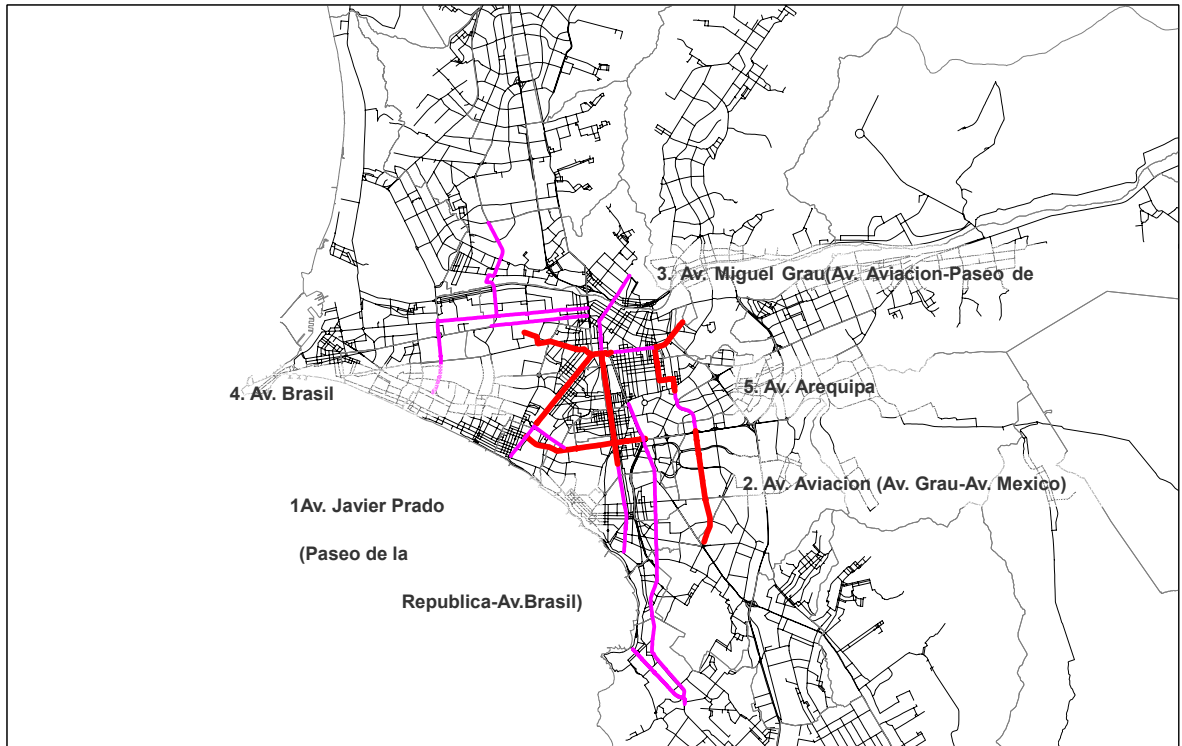 3. Av. Miguel Grau(Av. Aviacion-Paseo de
4. Av. Brasil
5. Av. Arequipa
2. Av. Aviacion (Av. Grau-Av. Mexico)
1Av. Javier Prado
(Paseo de la
Republica-Av.Brasil)